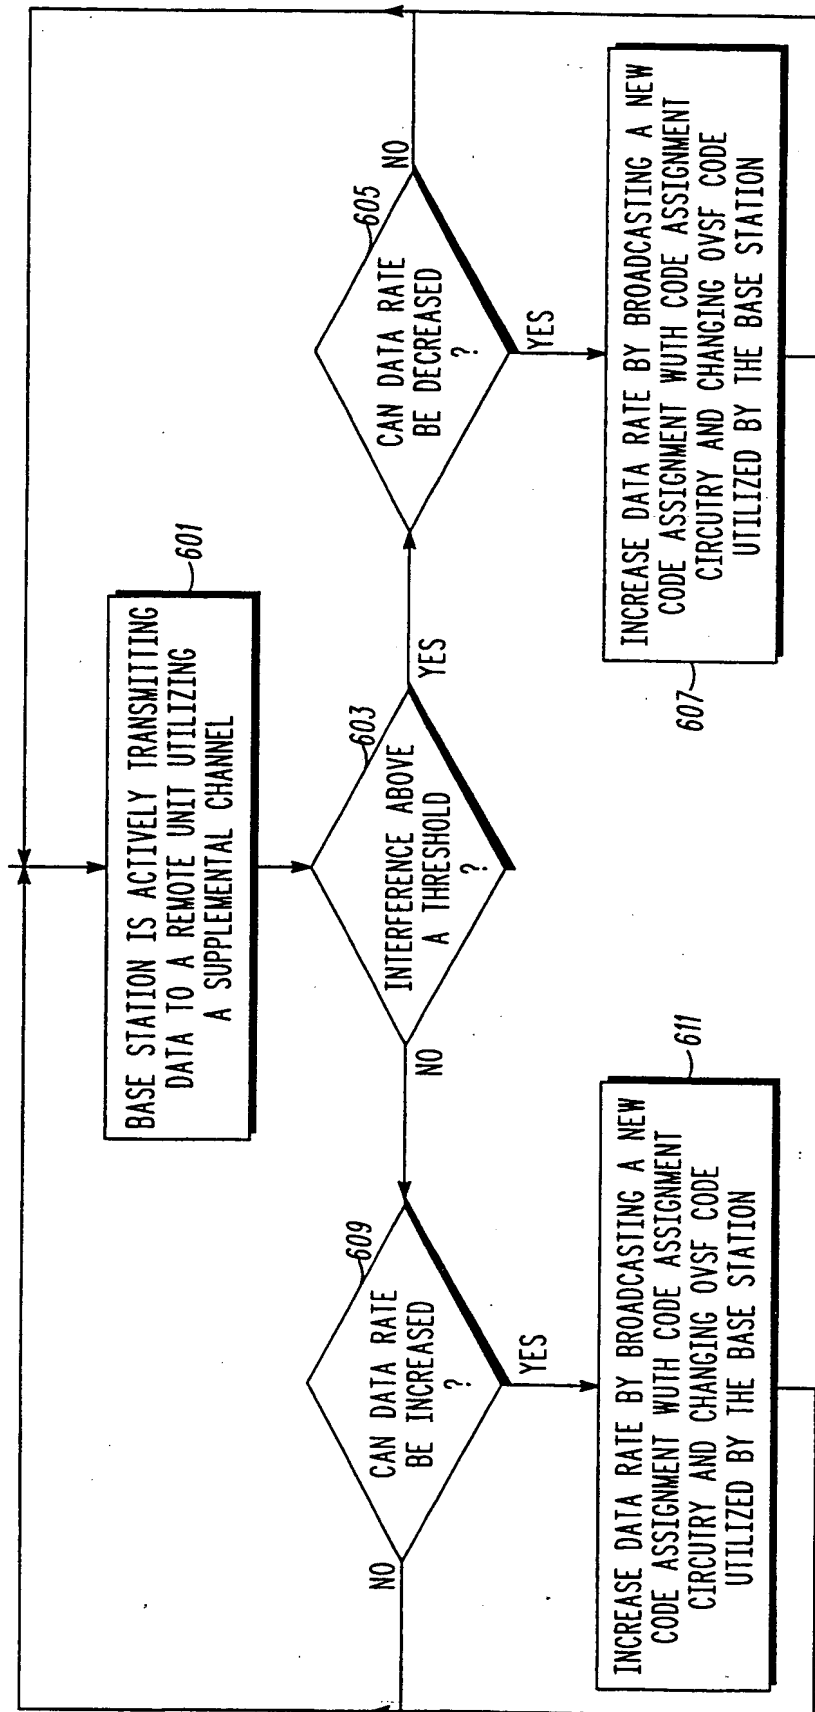 BASE STATION IS ACTIVELY TRANSMITTING
DATA TO A REMOTE UNIT UTILIZING
A SUPPLEMENTAL CHANNEL
601
INTERFERENCE ABOVE
A THRESHOLD
?
603
NO
YES
CAN DATA RATE
BE INCREASED
?
609
NO
YES
CAN DATA RATE
BE DECREASED
?
605
NO
YES
INCREASE DATA RATE BY BROADCASTING A NEW
CODE ASSIGNMENT WUTH CODE ASSIGNMENT
CIRCUTRY AND CHANGING OVSF CODE
UTILIZED BY THE BASE STATION
611
INCREASE DATA RATE BY BROADCASTING A NEW
CODE ASSIGNMENT WUTH CODE ASSIGNMENT
CIRCUTRY AND CHANGING OVSF CODE
UTILIZED BY THE BASE STATION
607